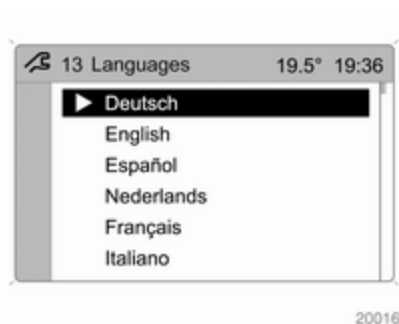 13 Languages 19.5° 19:36
Deutsch
English
Español
Nederlands
Français
Italiano
20016